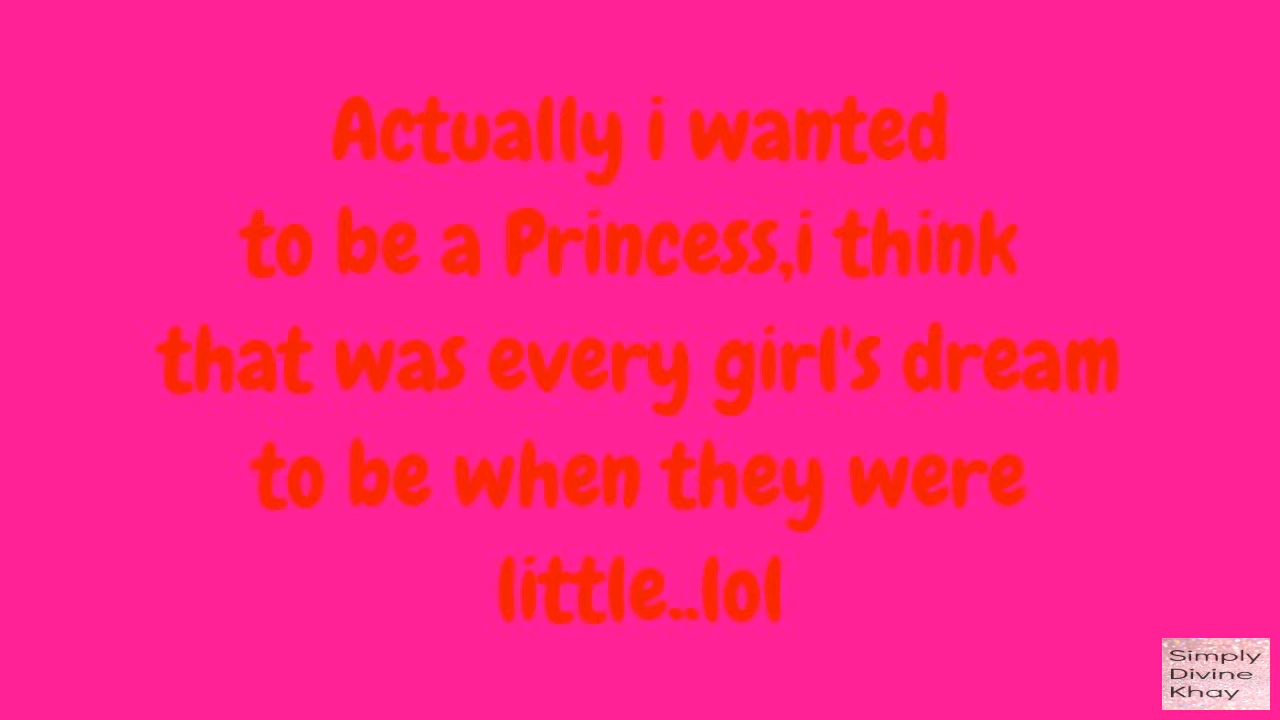 Actually i wanted
to be a Princess,i think
that was every girl's dream
to be when they were
little..lol
Simply
Divine
Khay